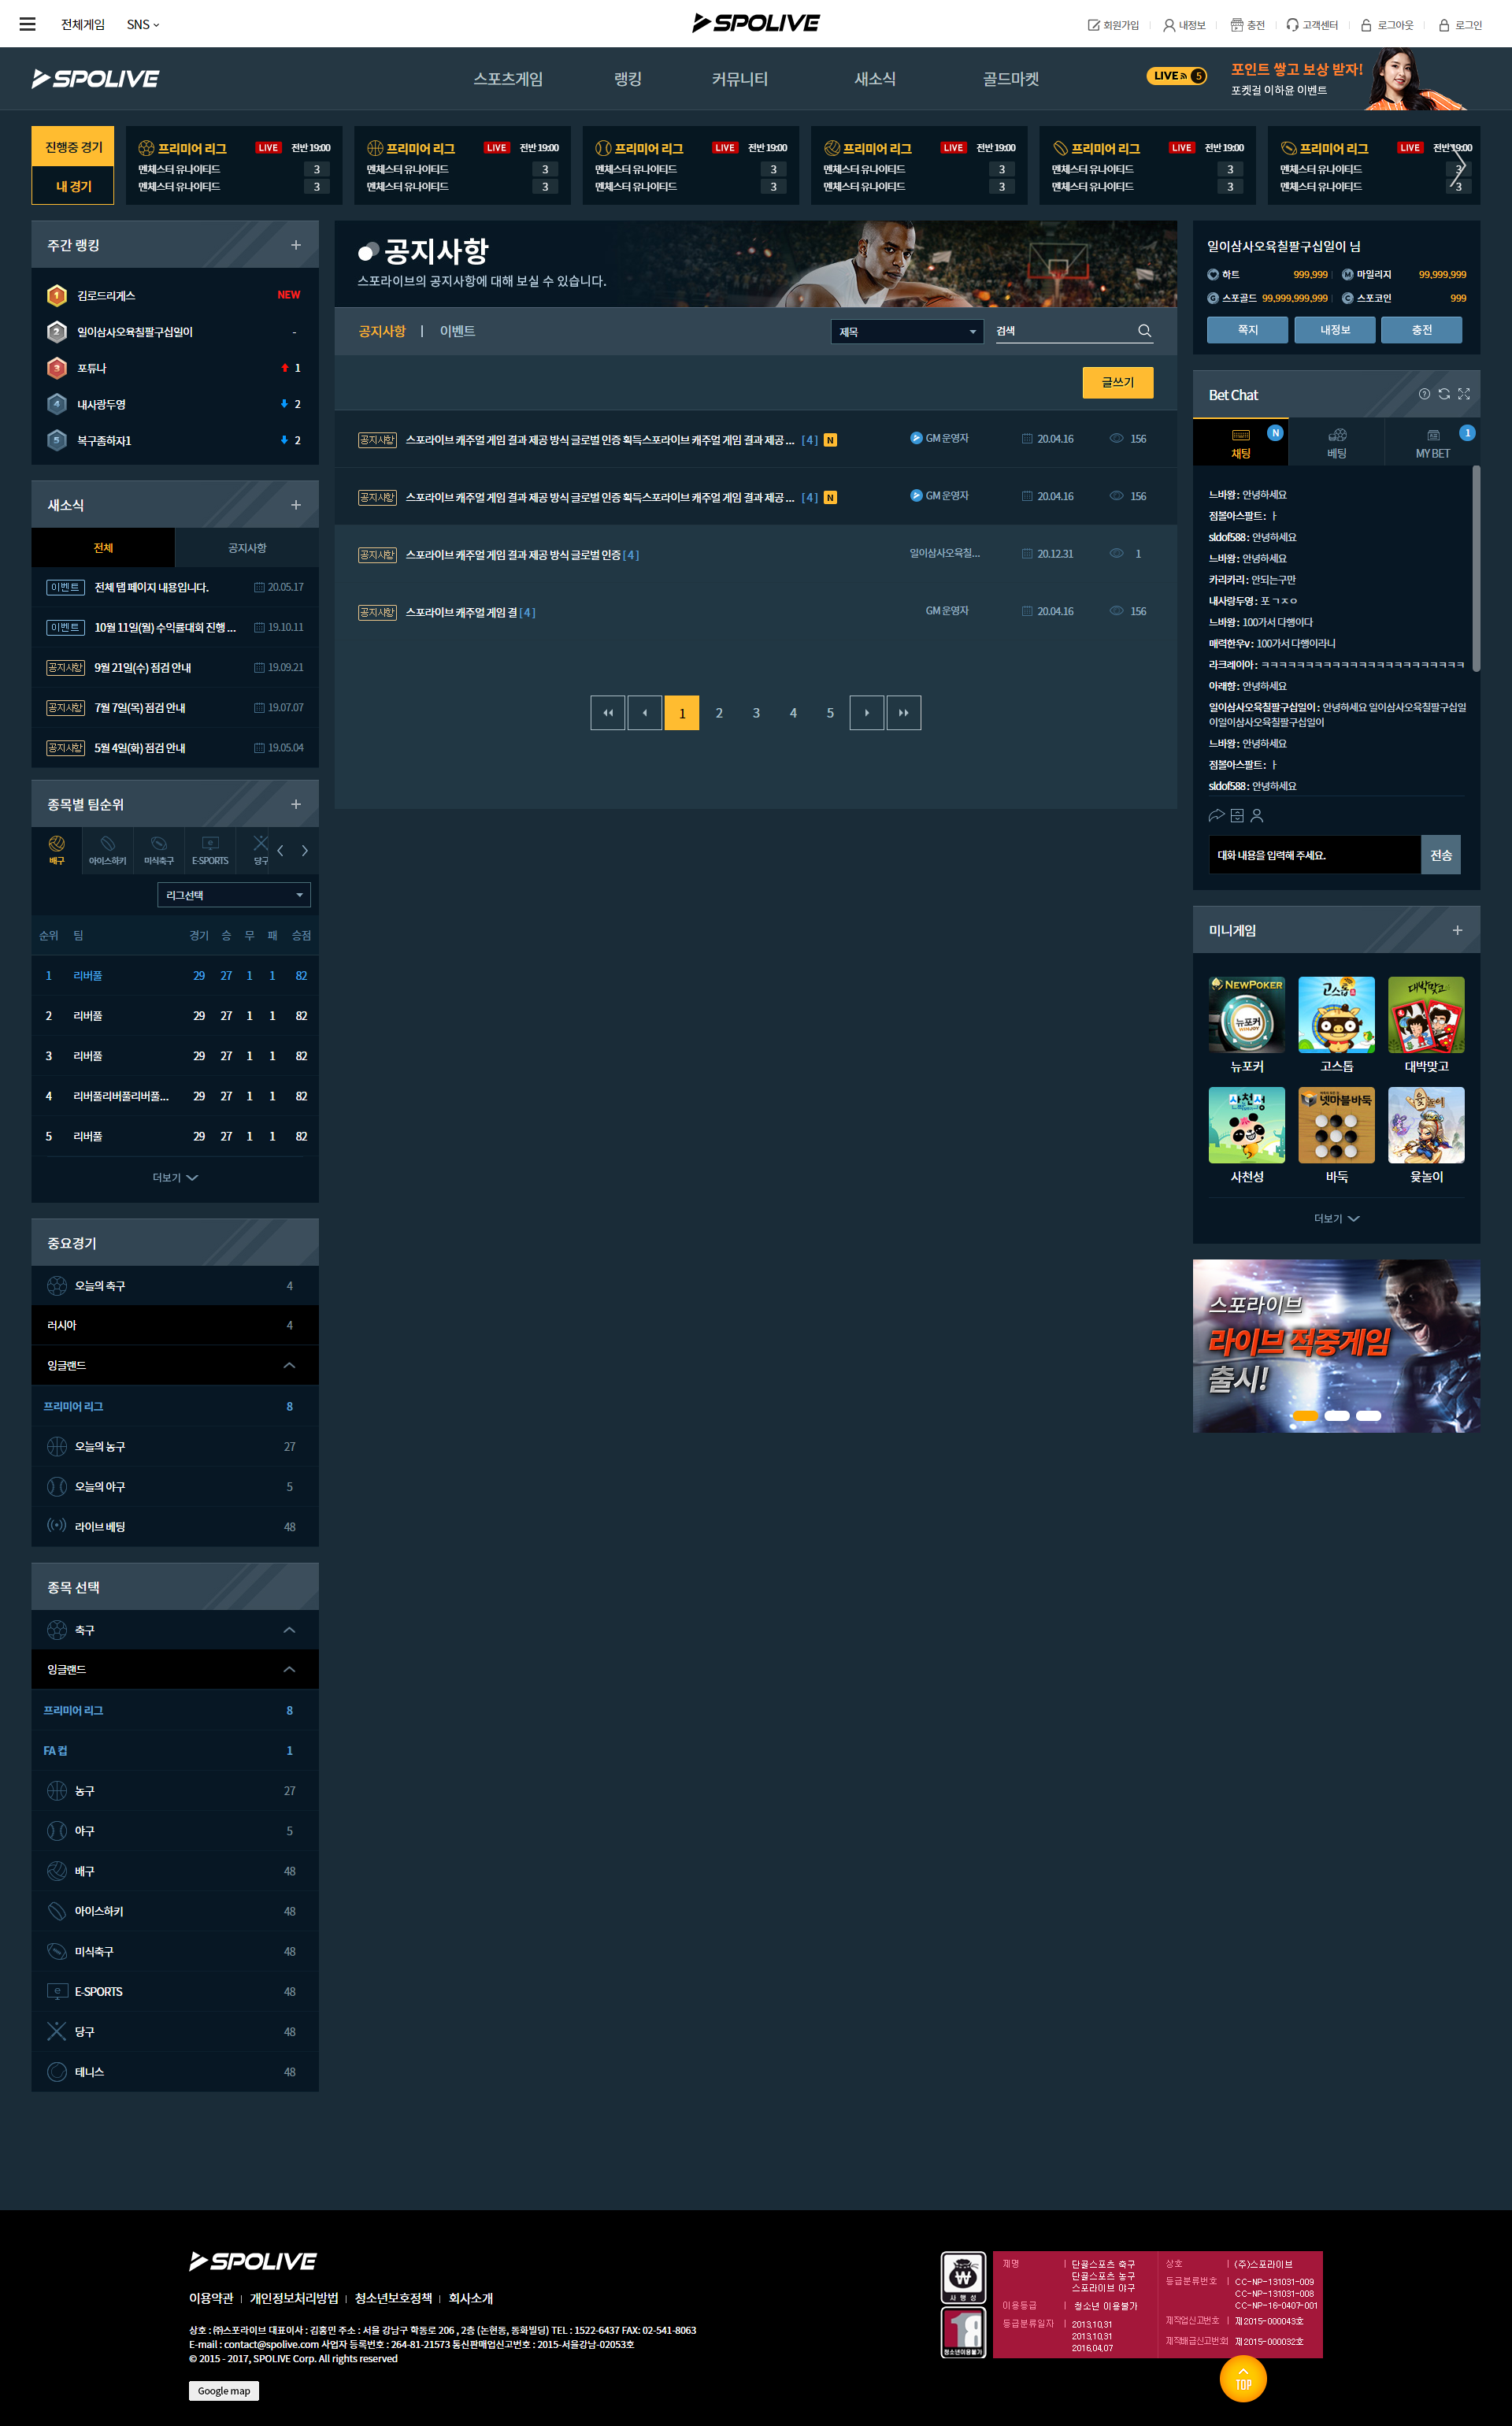 전체게임 SNS
SPOLIVE
회원가입 내정보 충전 고객센터 로그아웃 로그인
SPOLIVE
스포츠게임 랭킹 커뮤니티 새소식 골드마켓
LIVE 5
포인트 쌓고 보상 받자!
포켓걸 이하윤 이벤트
진행중 경기
내 경기
프리미어 리그 LIVE 전반 19:00
맨체스터 유나이티드 3
맨체스터 유나이티드 3
프리미어 리그 LIVE 전반 19:00
맨체스터 유나이티드 3
맨체스터 유나이티드 3
프리미어 리그 LIVE 전반 19:00
맨체스터 유나이티드 3
맨체스터 유나이티드 3
프리미어 리그 LIVE 전반 19:00
맨체스터 유나이티드 3
맨체스터 유나이티드 3
프리미어 리그 LIVE 전반 19:00
맨체스터 유나이티드 3
맨체스터 유나이티드 3
프리미어 리그 LIVE 전반 19:00
맨체스터 유나이티드 3
맨체스터 유나이티드 3
주간 랭킹
1 김로드리게스 NEW
2 일이삼사오육칠팔구십일이 -
3 포튜나 1
4 내사랑두영 2
5 복구좀하자1 2
새소식
전체 공지사항
이벤트 전체 탭 페이지 내용입니다. 20.05.17
이벤트 10월 11일(월) 수익률대회 진행 ... 19.10.11
공지사항 9월 21일(수) 점검 안내 19.09.21
공지사항 7월 7일(목) 점검 안내 19.07.07
공지사항 5월 4일(화) 점검 안내 19.05.04
종목별 팀순위
배구 아이스하키 미식축구 E-SPORTS 당구
리그선택
순위 팀 경기 승 무 패 승점
1 리버풀 29 27 1 1 82
2 리버풀 29 27 1 1 82
3 리버풀 29 27 1 1 82
4 리버풀리버풀리버풀... 29 27 1 1 82
5 리버풀 29 27 1 1 82
더보기
중요경기
오늘의 축구 4
러시아 4
잉글랜드
프리미어 리그 8
오늘의 농구 27
오늘의 야구 5
라이브 베팅 48
종목 선택
축구
잉글랜드
프리미어 리그 8
FA 컵 1
농구 27
야구 5
배구 48
아이스하키 48
미식축구 48
E-SPORTS 48
당구 48
테니스 48
공지사항
스포라이브의 공지사항에 대해 보실 수 있습니다.
공지사항 | 이벤트 제목 검색
글쓰기
공지사항 스포라이브 캐주얼 게임 결과 제공 방식 글로벌 인증 획득스포라이브 캐주얼 게임 결과 제공 ... [ 4 ] N GM 운영자 20.04.16 156
공지사항 스포라이브 캐주얼 게임 결과 제공 방식 글로벌 인증 획득스포라이브 캐주얼 게임 결과 제공 ... [ 4 ] N GM 운영자 20.04.16 156
공지사항 스포라이브 캐주얼 게임 결과 제공 방식 글로벌 인증 [ 4 ] 일이삼사오육칠... 20.12.31 1
공지사항 스포라이브 캐주얼 게임 결 [ 4 ] GM 운영자 20.04.16 156
1 2 3 4 5
일이삼사오육칠팔구십일이 님
하트 999,999 마일리지 99,999,999
스포골드 99,999,999,999 스포코인 999
쪽지 내정보 충전
Bet Chat
채팅 N 베팅 MY BET 1
느바왕 : 안녕하세요
점볼아스팔트 : ㅏ
sldof588 : 안녕하세요
느바왕 : 안녕하세요
카리카리 : 안되는구만
내사랑두영 : 포 ㄱㅈㅇ
느바왕 : 100가서 다행이다
매력한우v : 100가서 다행이라니
라크레이아 : ㅋㅋㅋㅋㅋㅋㅋㅋㅋㅋㅋㅋㅋㅋㅋㅋㅋㅋㅋㅋㅋㅋㅋ
아래향 : 안녕하세요
일이삼사오육칠팔구십일이 : 안녕하세요 일이삼사오육칠팔구십일
이일이삼사오육칠팔구십일이
느바왕 : 안녕하세요
점볼아스팔트 : ㅏ
sldof588 : 안녕하세요
대화 내용을 입력해 주세요. 전송
미니게임
NEWPOKER 뉴포커 고스톱 대박맞고
뉴포커 고스톱 대박맞고
사천성 넷마블바둑 윷놀이
사천성 바둑 윷놀이
더보기
스포라이브
라이브 적중게임
출시!
SPOLIVE
이용약관 | 개인정보처리방법 | 청소년보호정책 | 회사소개
상호 : ㈜스포라이브 대표이사 : 김홍민 주소 : 서울 강남구 학동로 206 , 2층 (논현동, 동화빌딩) TEL : 1522-6437 FAX: 02-541-8063
E-mail : contact@spolive.com 사업자 등록번호 : 264-81-21573 통신판매업신고번호 : 2015-서울강남-02053호
© 2015 - 2017, SPOLIVE Corp. All rights reserved
Google map
사행성
18
청소년이용불가
제명 | 단골스포츠 축구
단골스포츠 농구
스포라이브 야구
이용등급 | 청소년 이용불가
등급분류일자 | 2013.10.31
2013.10.31
2016.04.07
상호 | (주)스포라이브
등급분류번호 | CC-NP-131031-009
CC-NP-131031-008
CC-NP-16-0407-001
제작업신고번호 | 제2015-000043호
제작배급신고번호 | 제2015-000032호
TOP